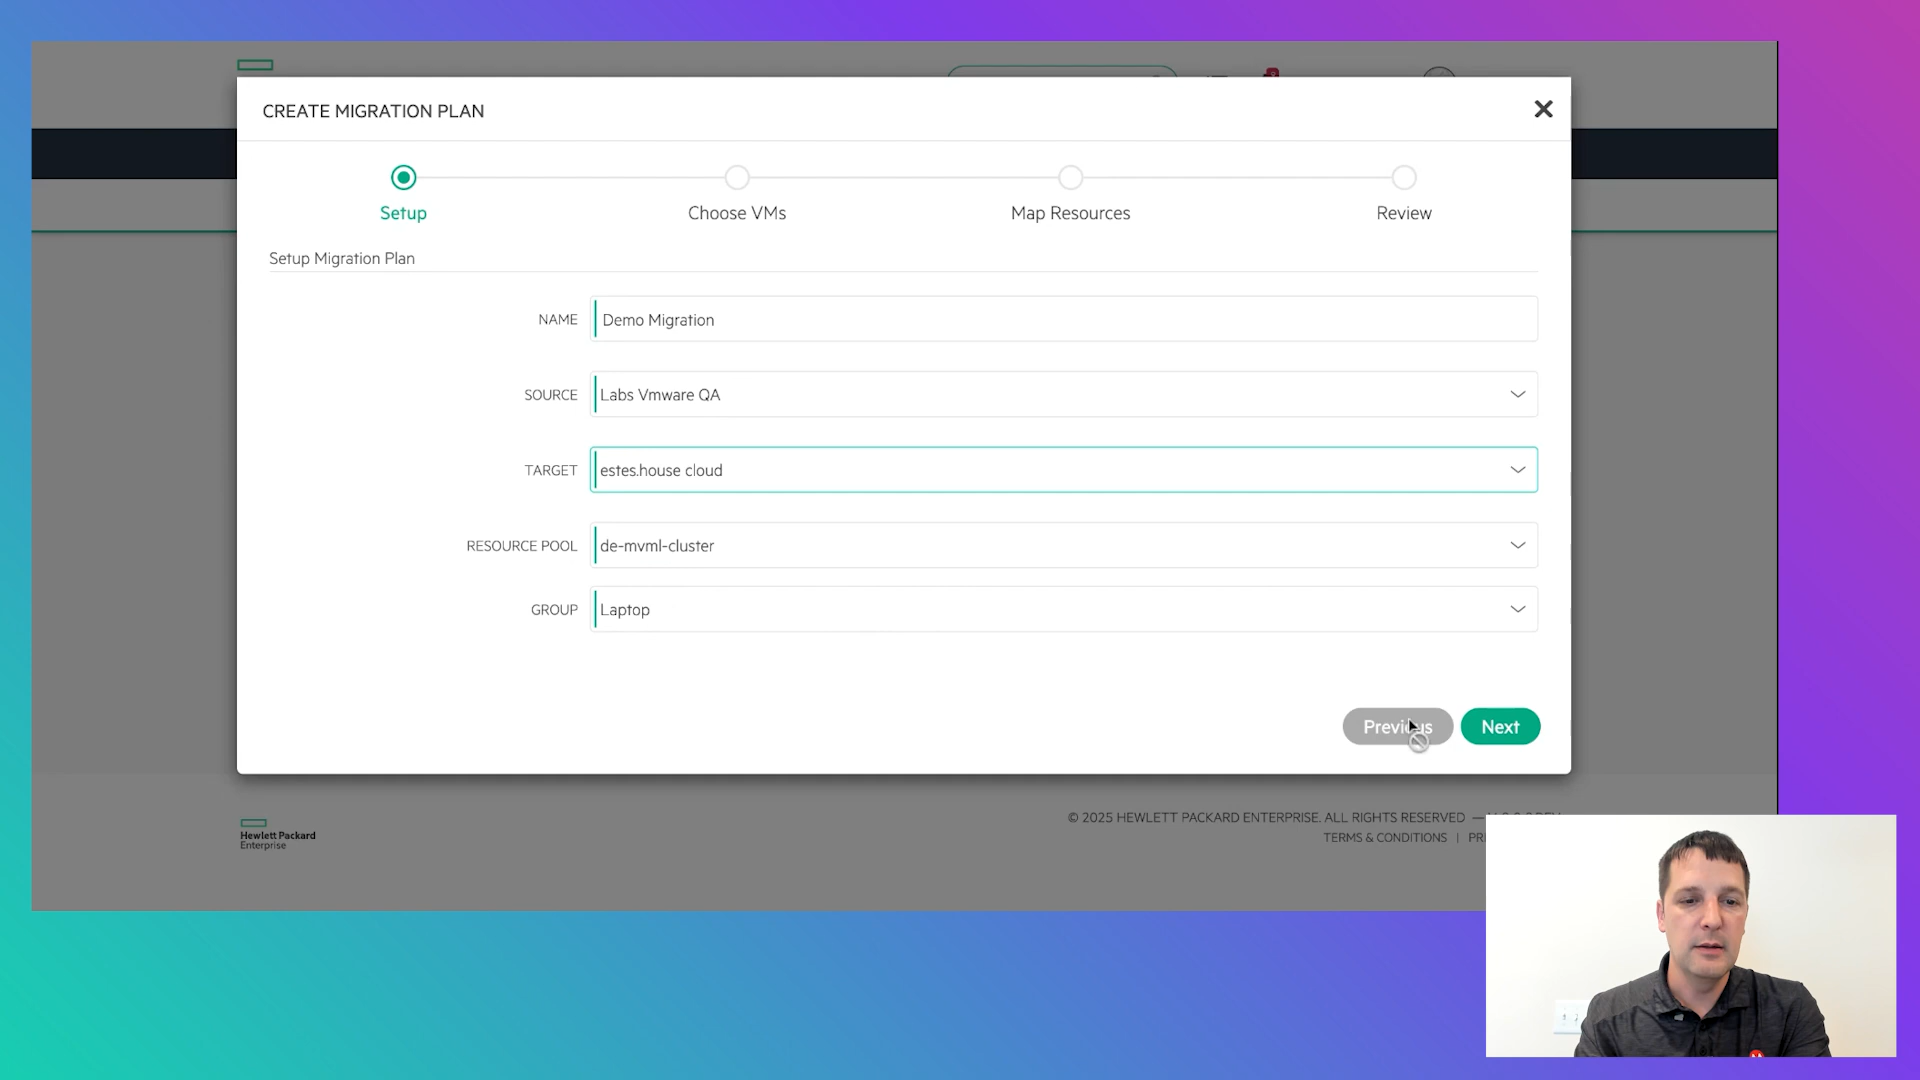 CREATE MIGRATION PLAN
Setup
Choose VMs
Map Resources
Review
Setup Migration Plan
NAME
Demo Migration
SOURCE
Labs Vmware QA
TARGET
estes.house cloud
RESOURCE POOL
de-mvml-cluster
GROUP
Laptop
Previous
Next
Hewlett Packard
Enterprise
© 2025 HEWLETT PACKARD ENTERPRISE. ALL RIGHTS RESERVED —
TERMS & CONDITIONS |